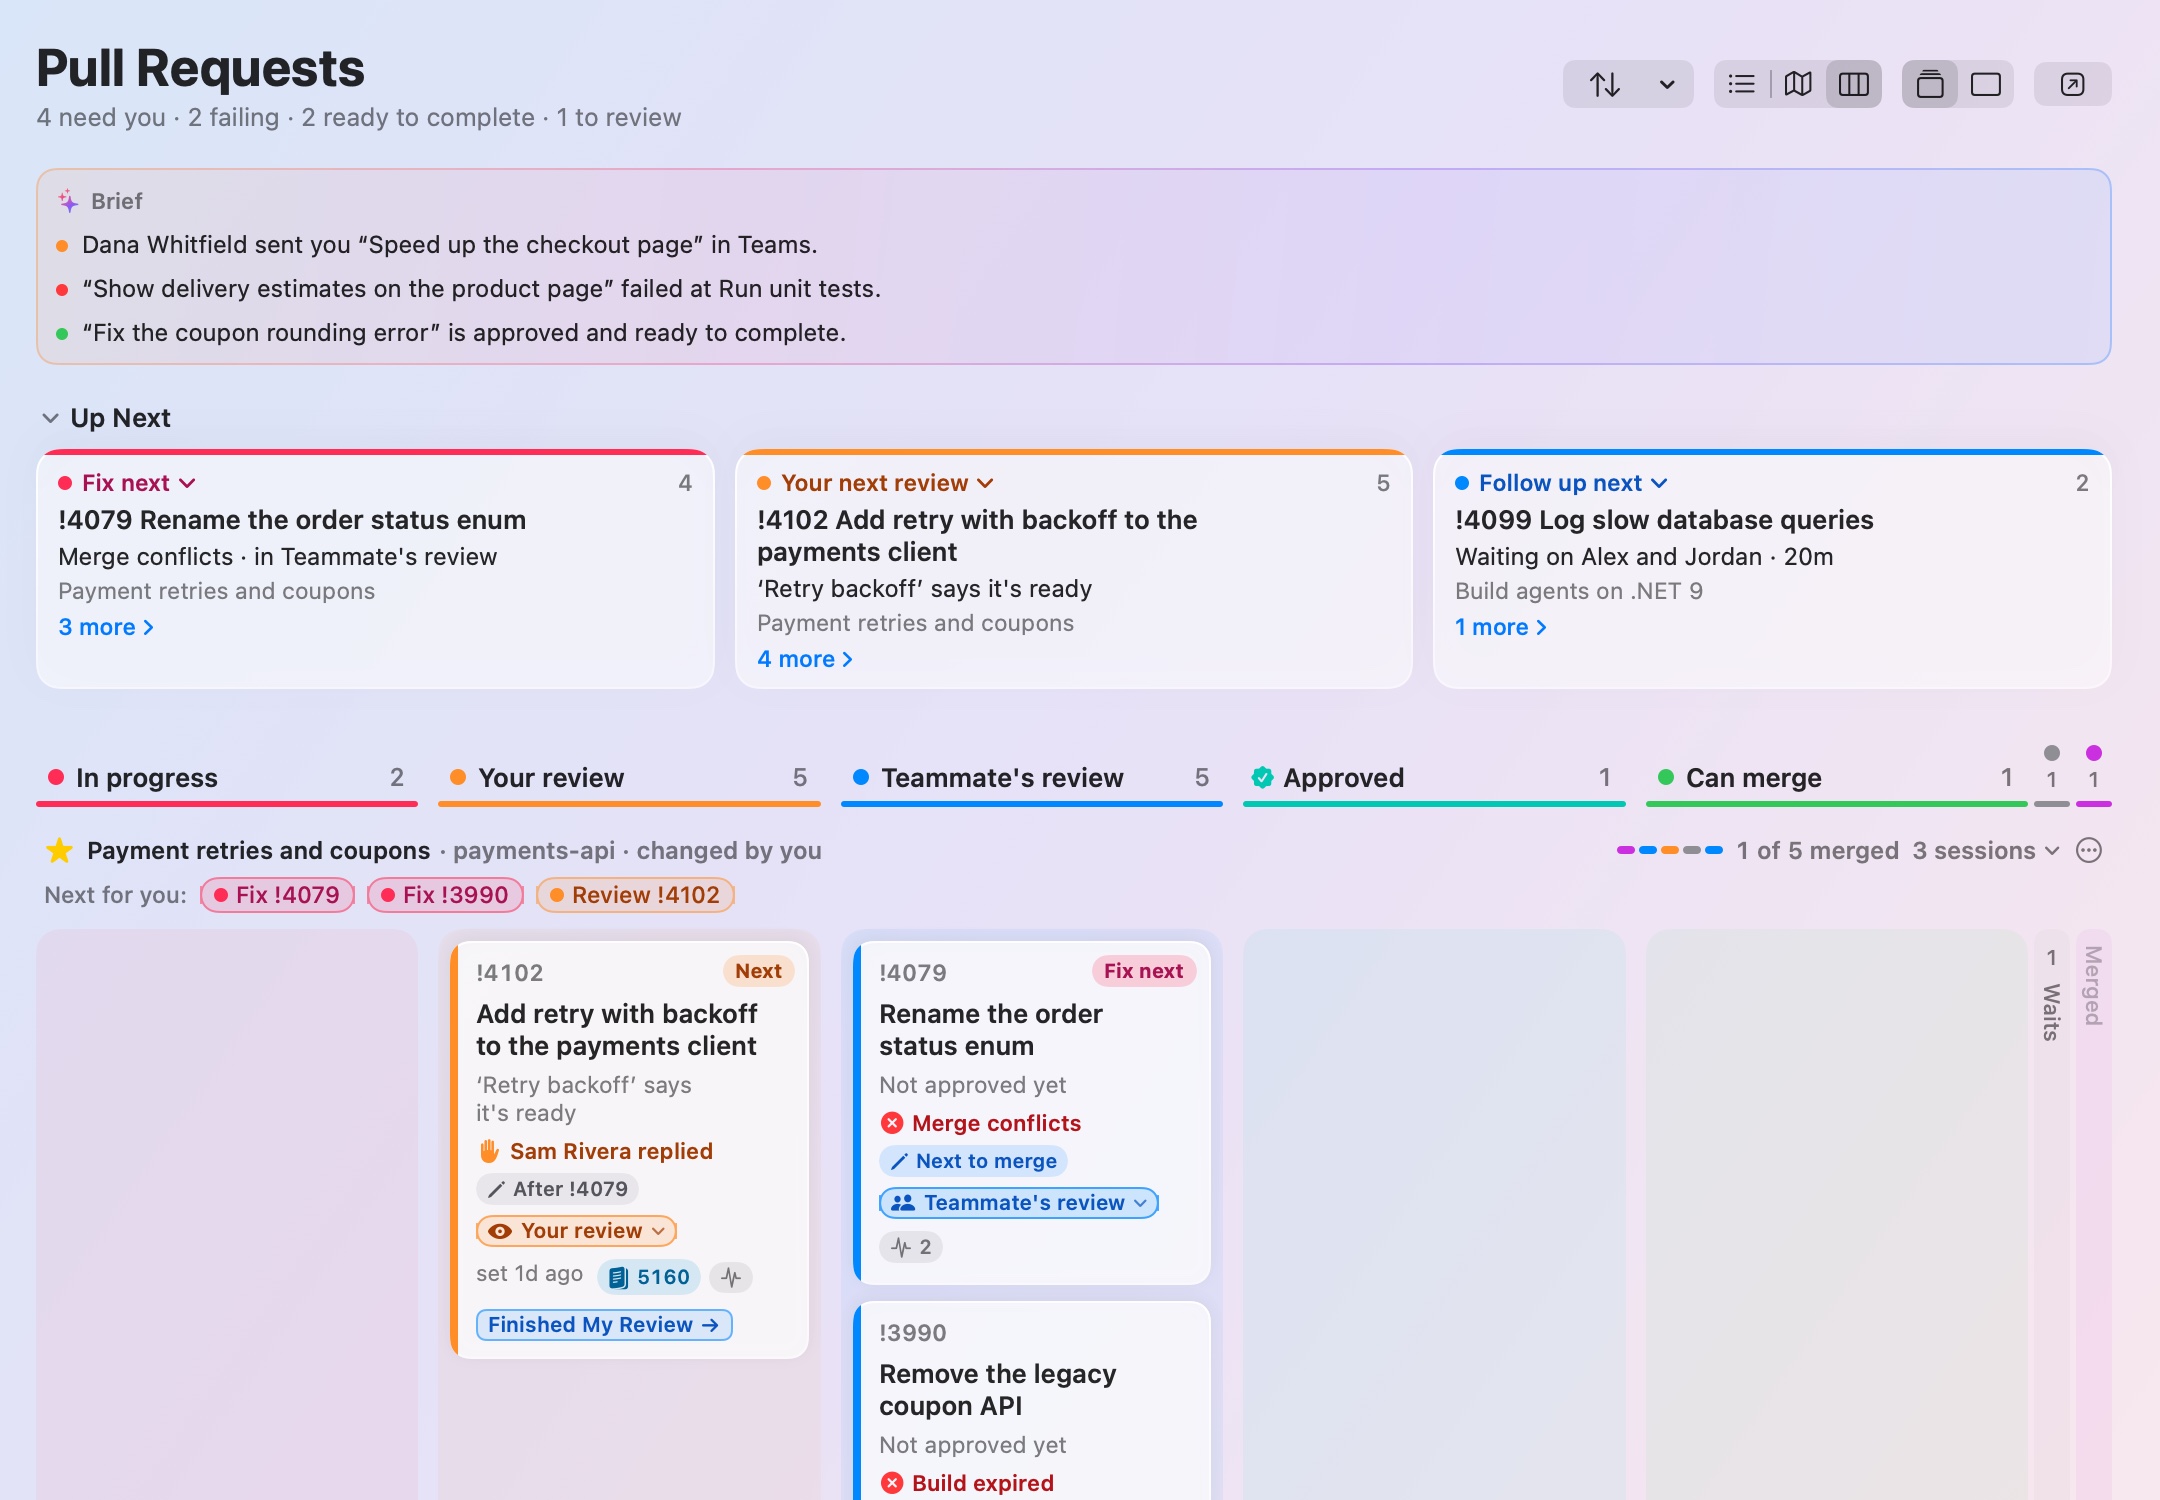 Pull Requests
4 need you · 2 failing · 2 ready to complete · 1 to review
Brief
Dana Whitfield sent you “Speed up the checkout page” in Teams.
“Show delivery estimates on the product page” failed at Run unit tests.
“Fix the coupon rounding error” is approved and ready to complete.
Up Next
Fix next 4
!4079 Rename the order status enum
Merge conflicts · in Teammate's review
Payment retries and coupons
3 more
Your next review 5
!4102 Add retry with backoff to the
payments client
‘Retry backoff’ says it's ready
Payment retries and coupons
4 more
Follow up next 2
!4099 Log slow database queries
Waiting on Alex and Jordan · 20m
Build agents on .NET 9
1 more
In progress 2
Your review 5
Teammate's review 5
Approved 1
Can merge 1
1
1
Payment retries and coupons · payments-api · changed by you
1 of 5 merged 3 sessions
Next for you: Fix !4079 Fix !3990 Review !4102
!4102 Next
Add retry with backoff
to the payments client
‘Retry backoff’ says
it's ready
Sam Rivera replied
After !4079
Your review
set 1d ago 5160
Finished My Review →
!4079 Fix next
Rename the order
status enum
Not approved yet
Merge conflicts
Next to merge
Teammate's review
2
!3990
Remove the legacy
coupon API
Not approved yet
Build expired
1 Waits
Merged